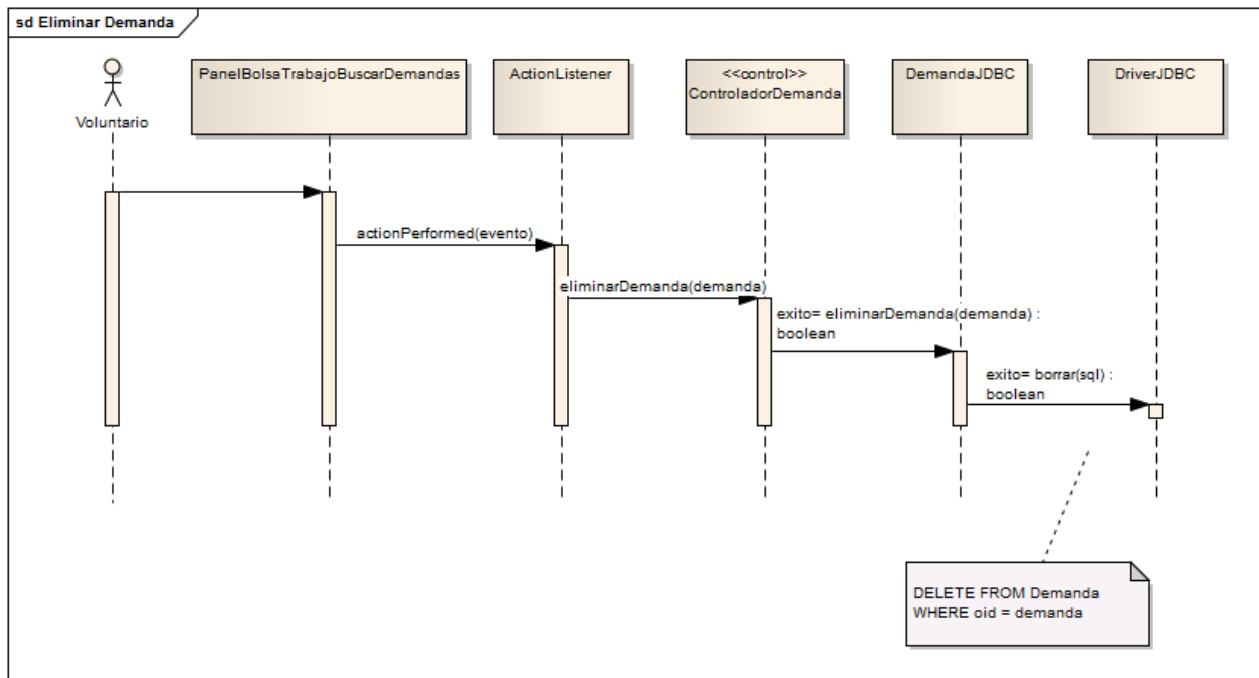 sd Eliminar Demanda
Voluntario
PanelBolsaTrabajoBuscarDemandas
ActionListener
<<control>>
ControladorDemanda
DemandaJDBC
DriverJDBC
actionPerformed(evento)
eliminarDemanda(demanda)
exito= eliminarDemanda(demanda) :
boolean
exito= borrar(sql) :
boolean
DELETE FROM Demanda
WHERE oid = demanda